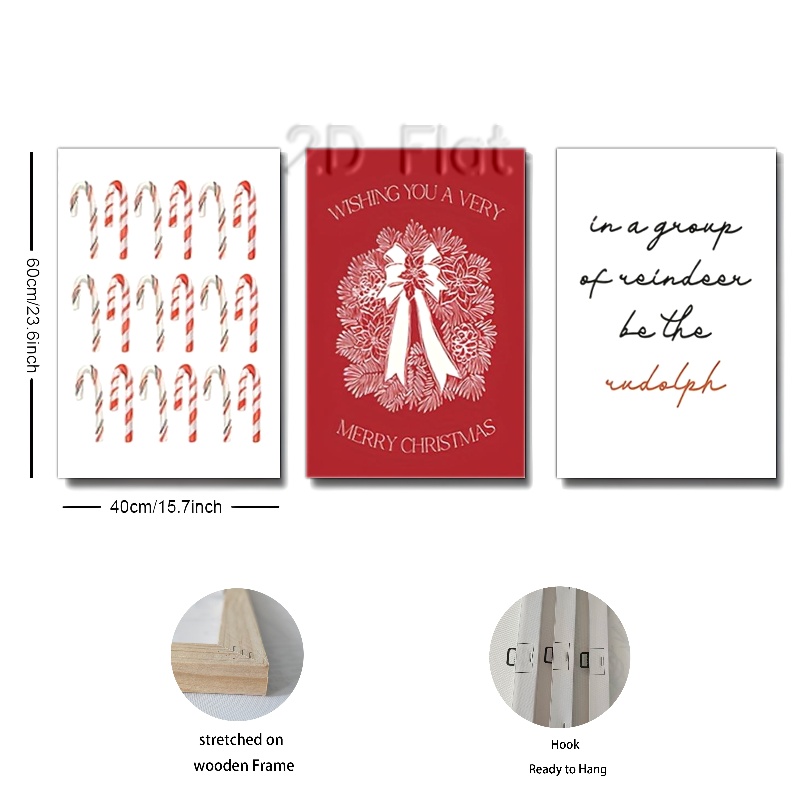 2D Flat
WISHING YOU A VERY
MERRY CHRISTMAS
in a group
of reindeer
be the
rudolph
60cm/23.6inch
40cm/15.7inch
stretched on
wooden Frame
Hook
Ready to Hang